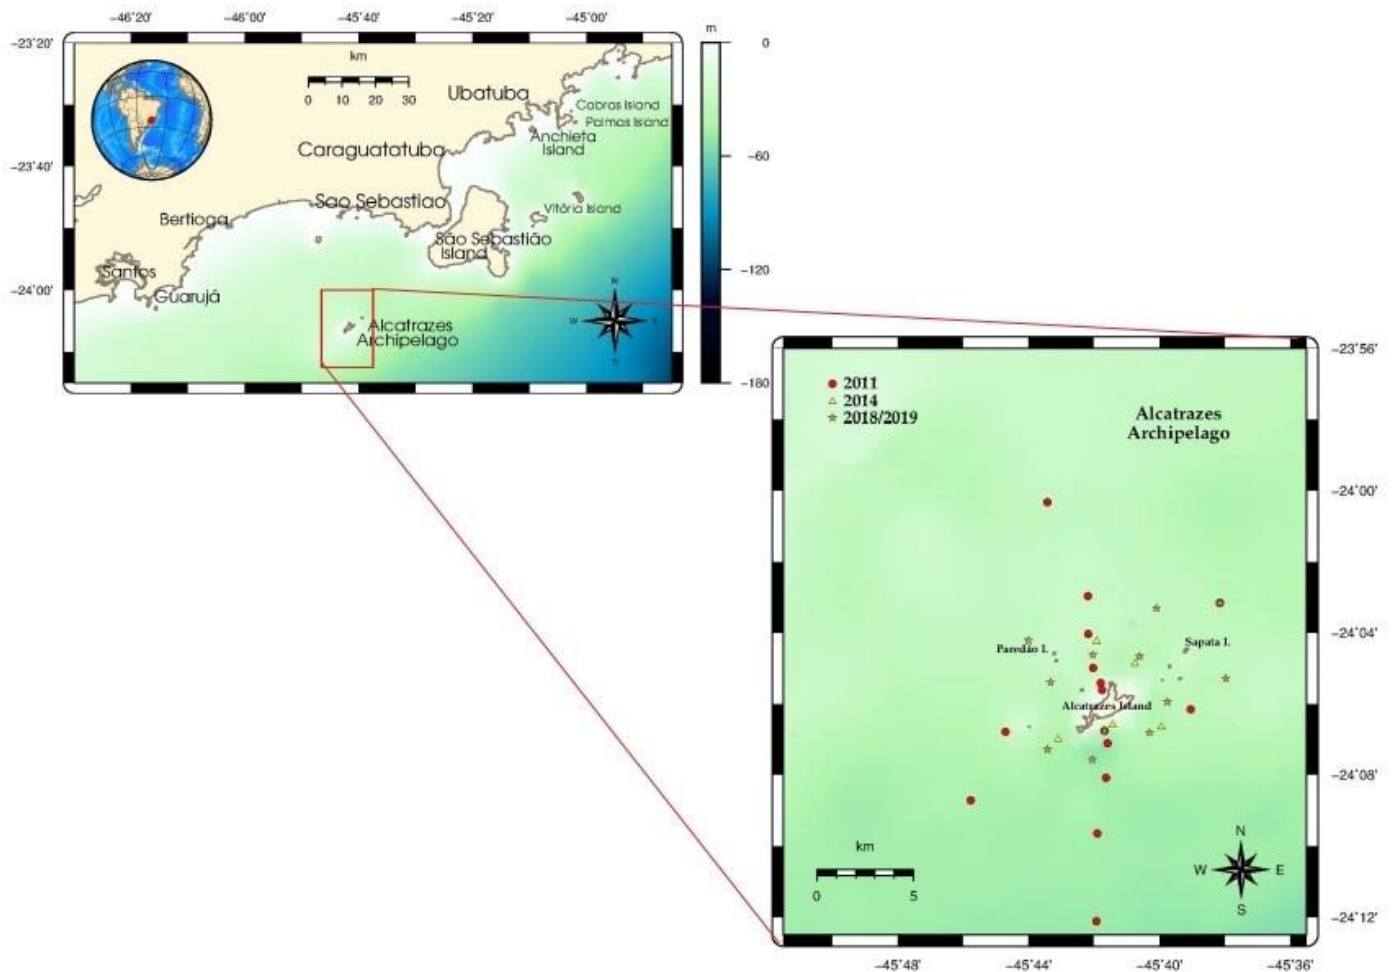 −46°20' −46°00' −45°40' −45°20' −45°00'
m
−23°20'
−23°40'
−24°00'
0
−60
−120
−180
km
0 10 20 30
Ubatuba
Cabras Island
Palmas Island
Anchieta
Island
Caraguatatuba
Sao Sebastiao
Vitória Island
Bertioga
São Sebastião
Island
Santos
Guarujá
Alcatrazes
Archipelago
N
W E
S
2011
2014
2018/2019
Alcatrazes
Archipelago
Paredão I.
Sapata I.
Alcatrazes Island
km
0 5
N
W E
S
−23°56'
−24°00'
−24°04'
−24°08'
−24°12'
−45°48' −45°44' −45°40' −45°36'